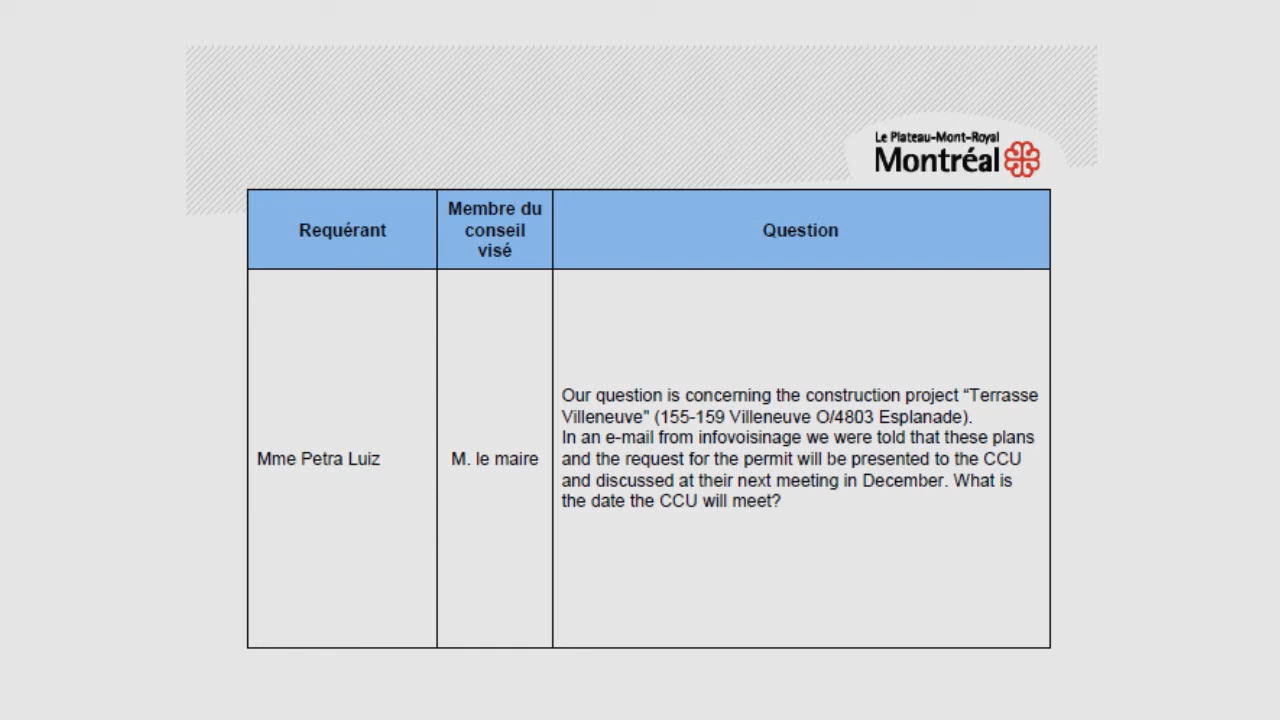 Le Plateau-Mont-Royal
Montréal
Requérant
Membre du
conseil
visé
Question
Mme Petra Luiz
M. le maire
Our question is concerning the construction project “Terrasse
Villeneuve" (155-159 Villeneuve O/4803 Esplanade).
In an e-mail from infovoisinage we were told that these plans
and the request for the permit will be presented to the CCU
and discussed at their next meeting in December. What is
the date the CCU will meet?